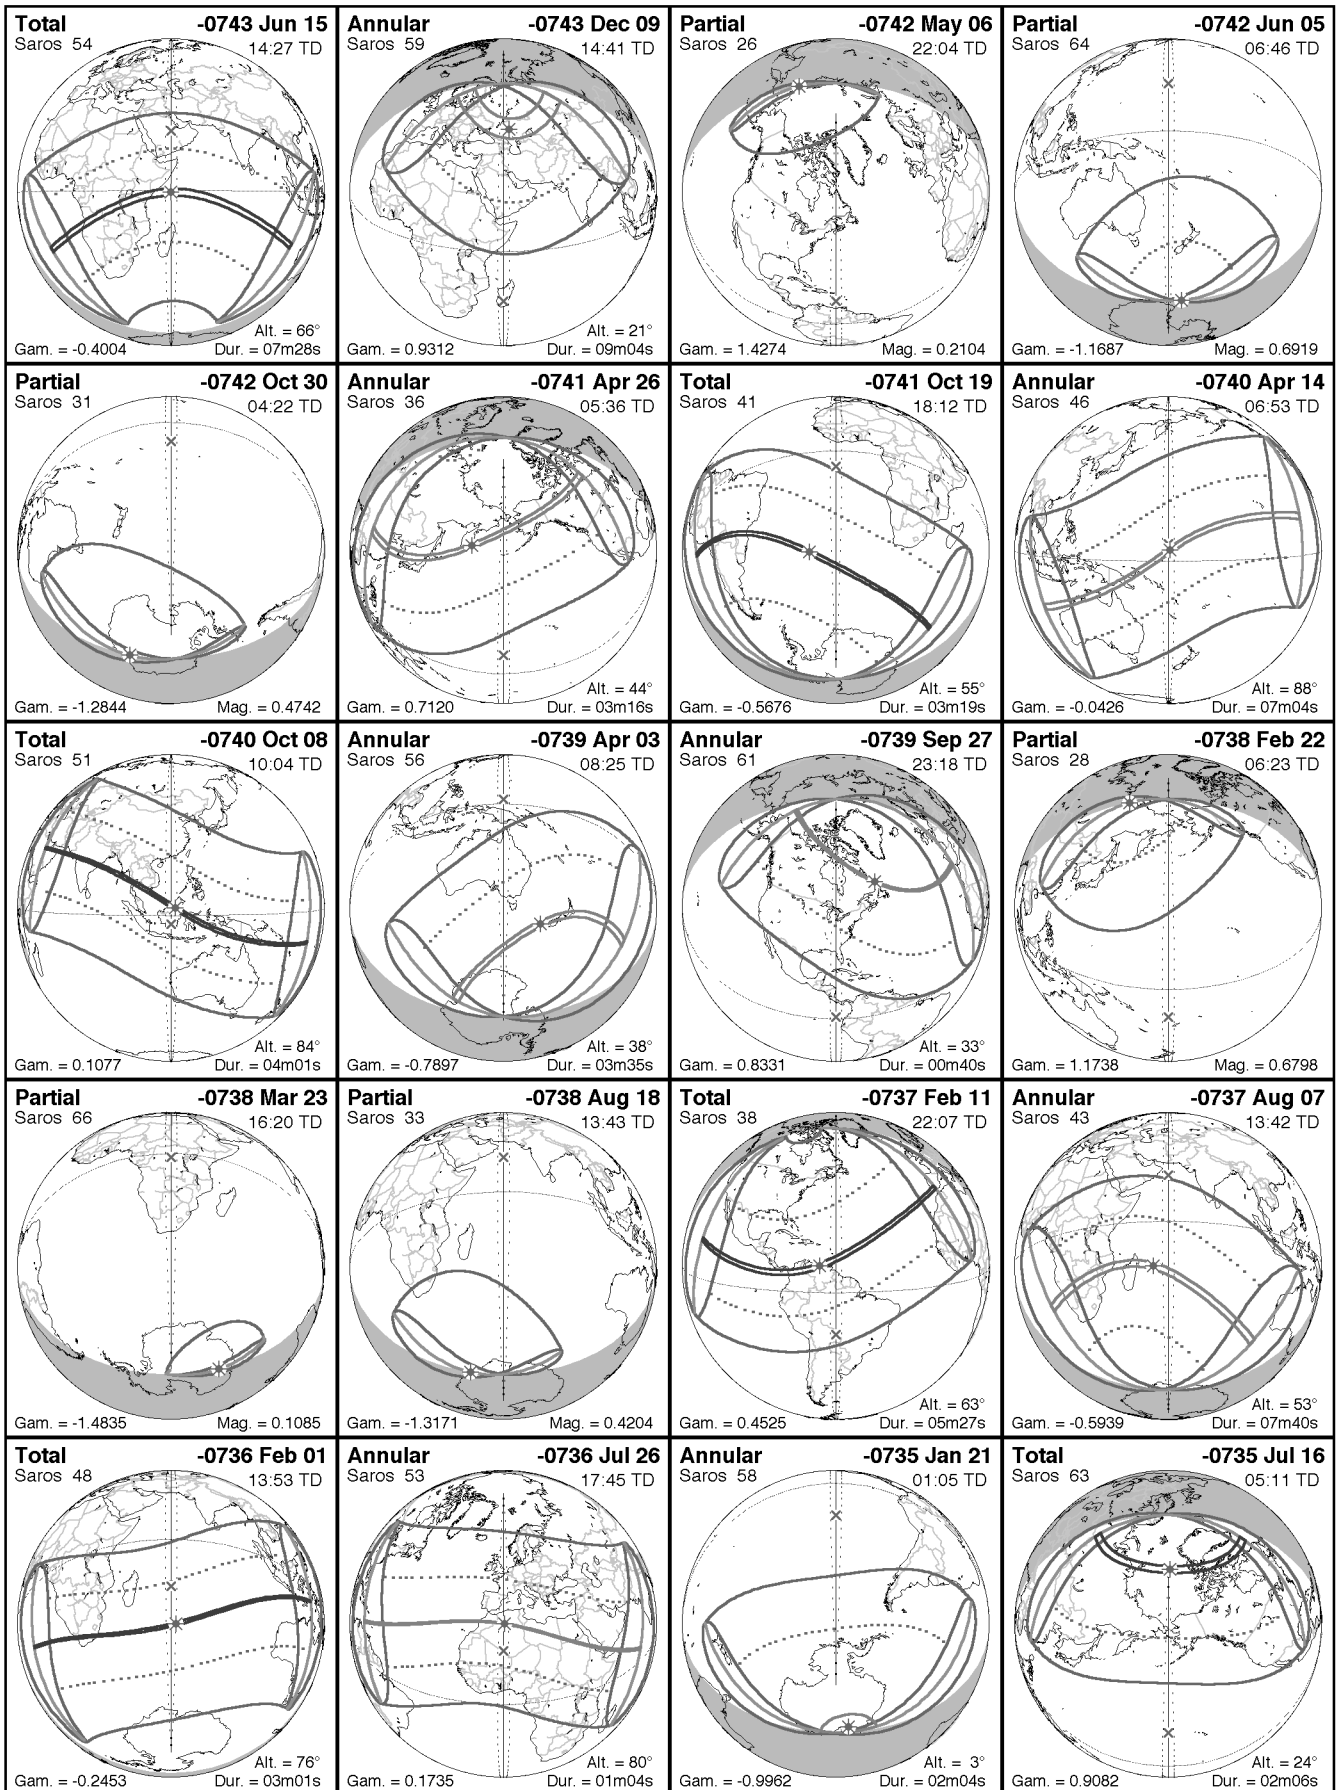 Total -0743 Jun 15
Saros 54 14:27 TD
Alt. = 66°
Gam. = -0.4004 Dur. = 07m28s
Annular -0743 Dec 09
Saros 59 14:41 TD
Alt. = 21°
Gam. = 0.9312 Dur. = 09m04s
Partial -0742 May 06
Saros 26 22:04 TD
Gam. = 1.4274 Mag. = 0.2104
Partial -0742 Jun 05
Saros 64 06:46 TD
Gam. = -1.1687 Mag. = 0.6919
Partial -0742 Oct 30
Saros 31 04:22 TD
Gam. = -1.2844 Mag. = 0.4742
Annular -0741 Apr 26
Saros 36 05:36 TD
Alt. = 44°
Gam. = 0.7120 Dur. = 03m16s
Total -0741 Oct 19
Saros 41 18:12 TD
Alt. = 55°
Gam. = -0.5676 Dur. = 03m19s
Annular -0740 Apr 14
Saros 46 06:53 TD
Alt. = 88°
Gam. = -0.0426 Dur. = 07m04s
Total -0740 Oct 08
Saros 51 10:04 TD
Alt. = 84°
Gam. = 0.1077 Dur. = 04m01s
Annular -0739 Apr 03
Saros 56 08:25 TD
Alt. = 38°
Gam. = -0.7897 Dur. = 03m35s
Annular -0739 Sep 27
Saros 61 23:18 TD
Alt. = 33°
Gam. = 0.8331 Dur. = 00m40s
Partial -0738 Feb 22
Saros 28 06:23 TD
Gam. = 1.1738 Mag. = 0.6798
Partial -0738 Mar 23
Saros 66 16:20 TD
Gam. = -1.4835 Mag. = 0.1085
Partial -0738 Aug 18
Saros 33 13:43 TD
Gam. = -1.3171 Mag. = 0.4204
Total -0737 Feb 11
Saros 38 22:07 TD
Alt. = 63°
Gam. = 0.4525 Dur. = 05m27s
Annular -0737 Aug 07
Saros 43 13:42 TD
Alt. = 53°
Gam. = -0.5939 Dur. = 07m40s
Total -0736 Feb 01
Saros 48 13:53 TD
Alt. = 76°
Gam. = -0.2453 Dur. = 03m01s
Annular -0736 Jul 26
Saros 53 17:45 TD
Alt. = 80°
Gam. = 0.1735 Dur. = 01m04s
Annular -0735 Jan 21
Saros 58 01:05 TD
Alt. = 3°
Gam. = -0.9962 Dur. = 02m04s
Total -0735 Jul 16
Saros 63 05:11 TD
Alt. = 24°
Gam. = 0.9082 Dur. = 02m06s